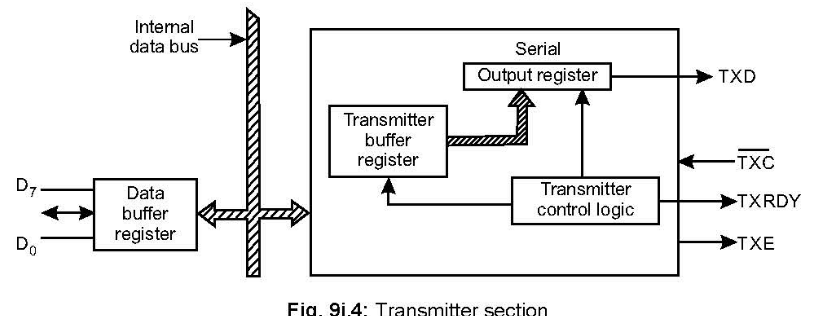 Internal
data bus
Serial
Output register
TXD
Transmitter
buffer
register
TXC
D7
Data
buffer
register
D0
Transmitter
control logic
TXRDY
TXE
Fig. 9i.4: Transmitter section